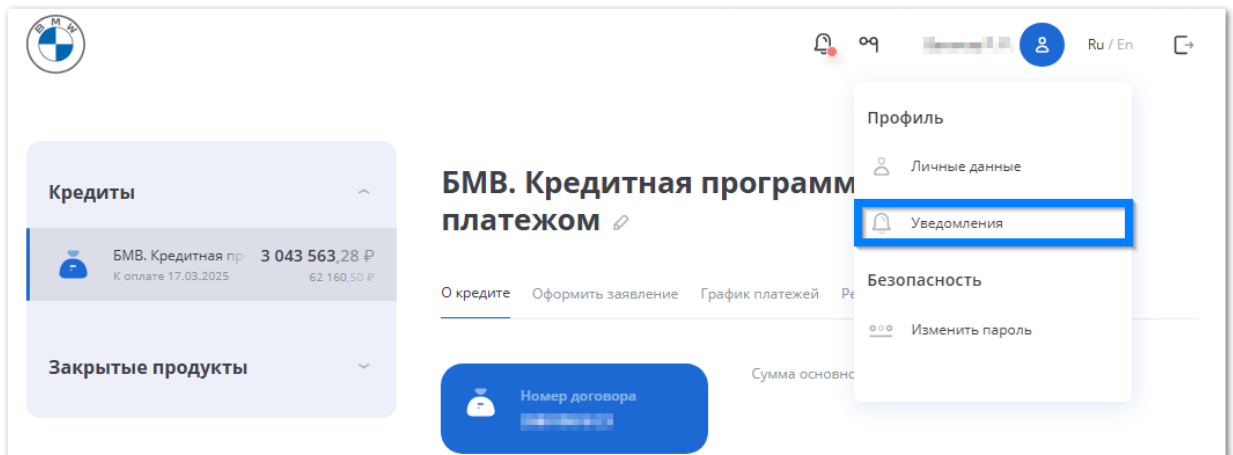 BMW
Ru / En
Профиль
Личные данные
Уведомления
Безопасность
Изменить пароль
Кредиты
БМВ. Кредитная пр 3 043 563,28 ₽
К оплате 17.03.2025 62 160,50 ₽
Закрытые продукты
БМВ. Кредитная программ
платежом
О кредите Оформить заявление График платежей Ре
Номер договора
Сумма основно